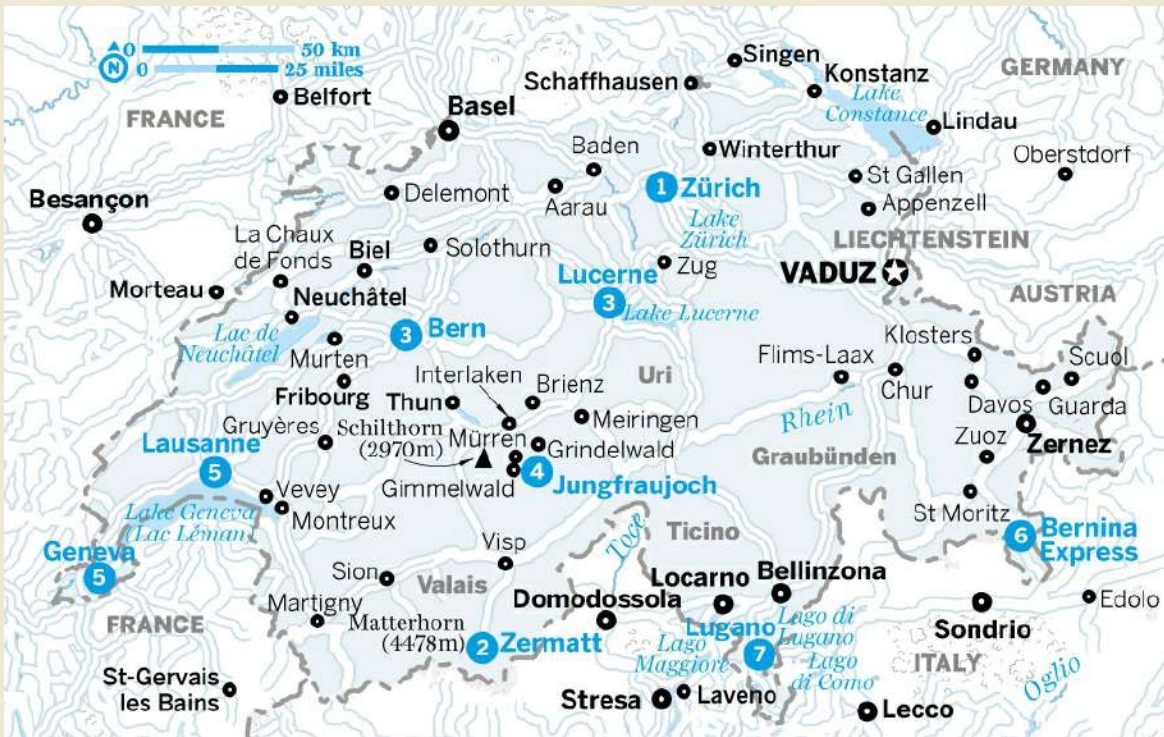 0 50 km
N
0 25 miles
Singen
Schaffhausen
Konstanz
GERMANY
Belfort
FRANCE
Basel
Lake
Constance
Lindau
Baden
Winterthur
Oberstdorf
Besançon
Delemont
Aarau
1 Zürich
St Gallen
Appenzell
La Chaux
de Fonds
Biel
Solothurn
Lake
Zürich
LIECHTENSTEIN
Lucerne
3
Zug
VADUZ
Morteau
Neuchâtel
AUSTRIA
Lac de
Neuchâtel
3 Bern
Lake Lucerne
Klosters
Murten
Interlaken
Brienz
Uri
Flims-Laax
Scuol
Fribourg
Thun
Chur
Gruyères
Schilthorn
(2970m)
Mürren
Meiringen
Rhein
Davos
Guarda
Lausanne
5
Grindelwald
Zuoz
Zernez
Gimmelwald
4 Jungfraujoch
Graubünden
Vevey
Montreux
Lake Geneva
(Lac Léman)
St Moritz
Toce
Ticino
6 Bernina
Express
Geneva
5
Visp
Sion
Valais
Locarno
Bellinzona
Martigny
Domodossola
Edolo
FRANCE
Matterhorn
(4478m)
2 Zermatt
Lugano
7
Lago di
Lugano
Sondrio
Lago
Maggiore
Lago
di Como
ITALY
St-Gervais
les Bains
Stresa
Laveno
Lecco
Oglio